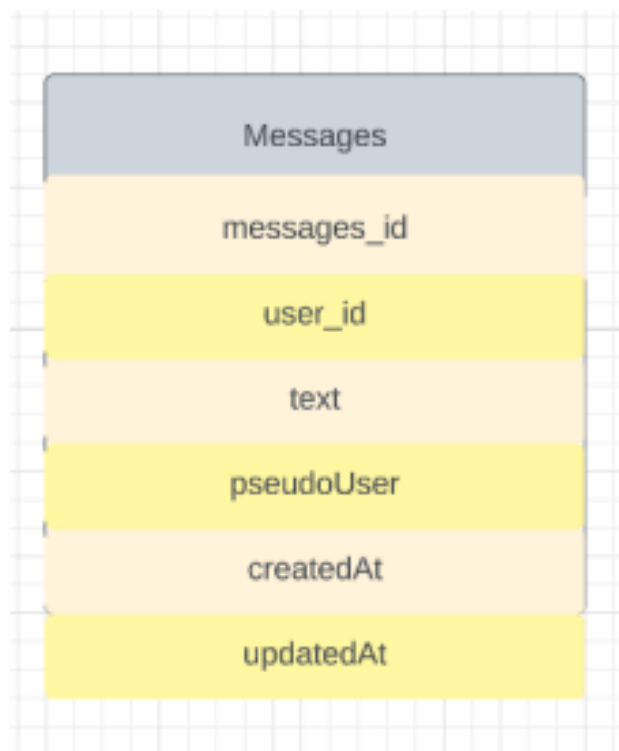 Messages
messages_id
user_id
text
pseudoUser
createdAt
updatedAt